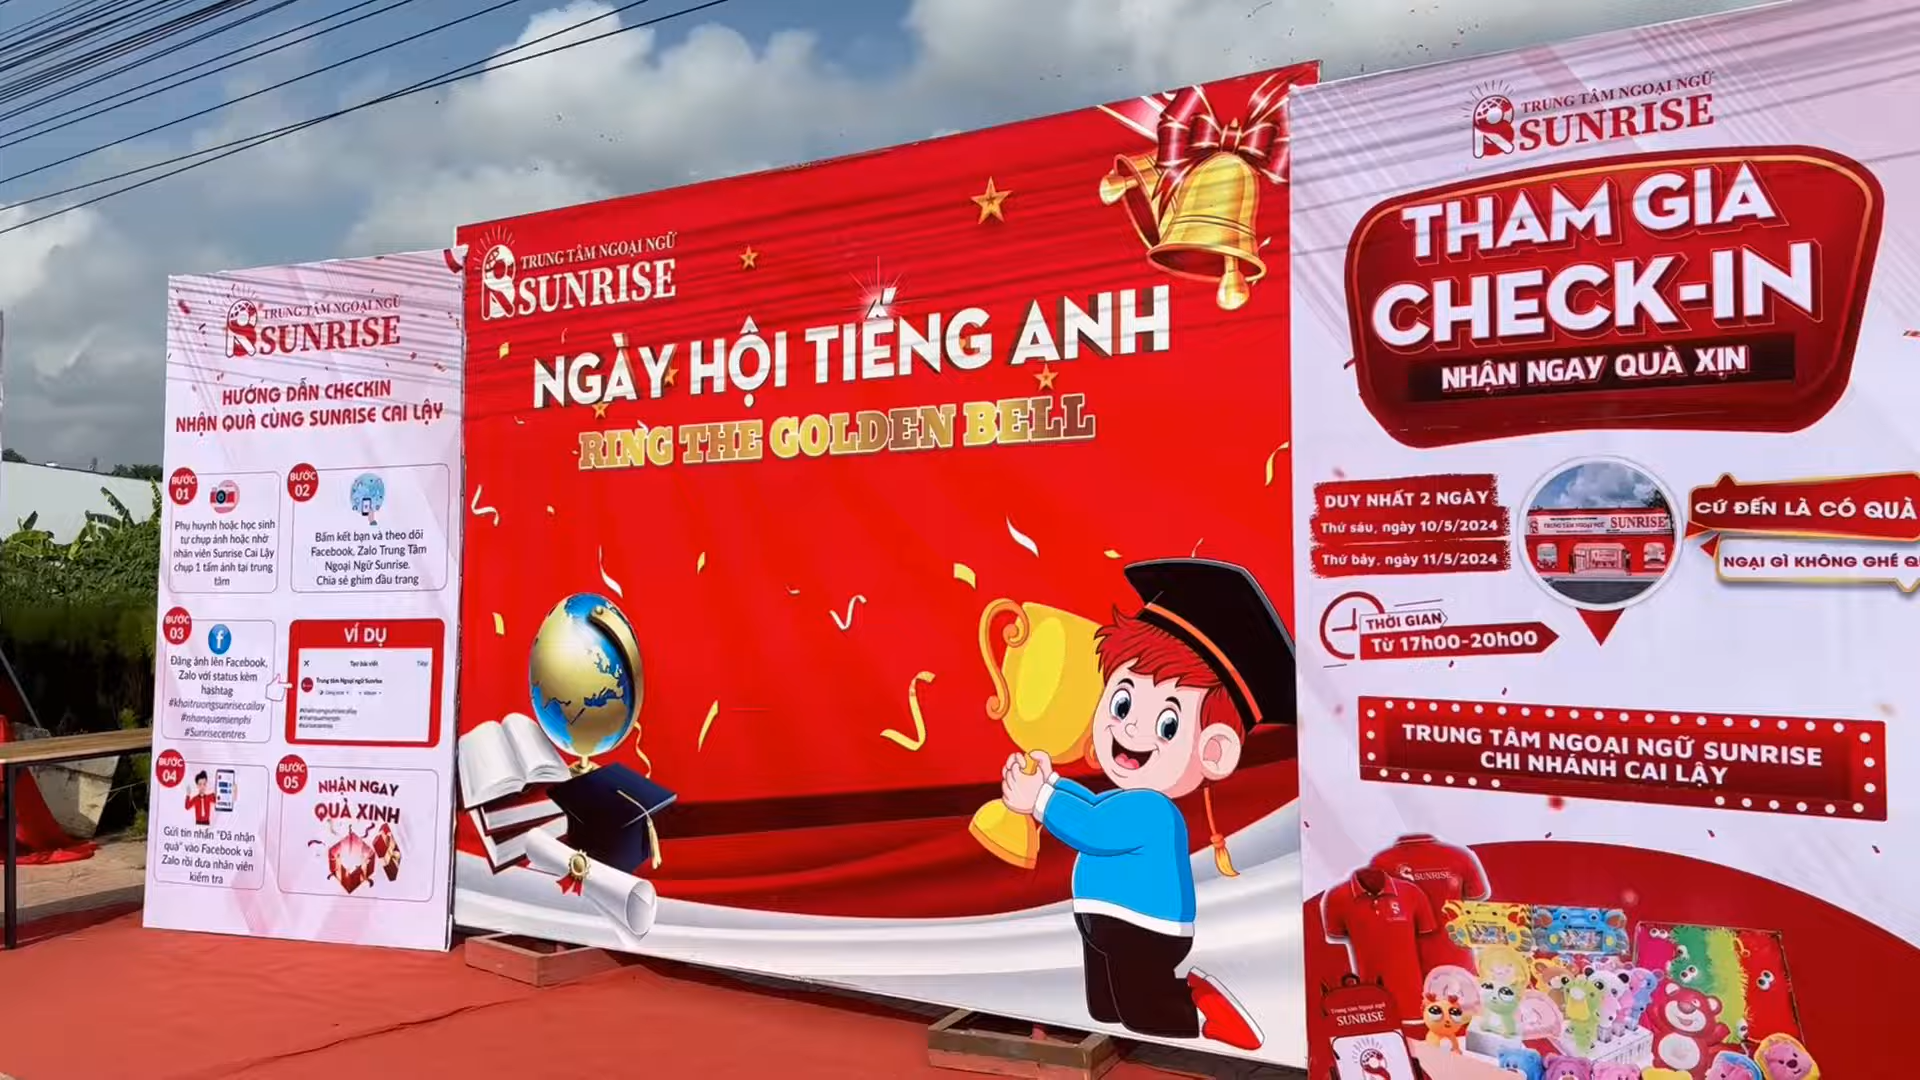 TRUNG TÂM NGOẠI NGỮ
SUNRISE
HƯỚNG DẪN CHECKIN
NHẬN QUÀ CÙNG SUNRISE CAI LẬY
BƯỚC
01
Phụ huynh hoặc học sinh
tự chụp ảnh hoặc nhờ
nhân viên Sunrise Cai Lậy
chụp 1 tấm ảnh tại trung
tâm
BƯỚC
02
Bấm kết bạn và theo dõi
Facebook, Zalo Trung Tâm
Ngoại Ngữ Sunrise.
Chia sẻ ghim đầu trang
BƯỚC
03
Đăng ảnh lên Facebook,
Zalo với status kèm
hashtag
#khaitruongsunrisecailay
#nhanquamienphi
#Sunrisecentres
VÍ DỤ
Tạo bài viết
Tiếp
Trung tâm Ngoại ngữ Sunrise
#khaitruongsunrisecailay
#nhanquamienphi
BƯỚC
04
Gửi tin nhắn "Đã nhận
quà" vào Facebook và
Zalo rồi đưa nhân viên
kiểm tra
BƯỚC
05
NHẬN NGAY
QUÀ XINH
TRUNG TÂM NGOẠI NGỮ
SUNRISE
NGÀY HỘI TIẾNG ANH
RING THE GOLDEN BELL
TRUNG TÂM NGOẠI NGỮ
SUNRISE
THAM GIA
CHECK-IN
NHẬN NGAY QUÀ XỊN
DUY NHẤT 2 NGÀY
Thứ sáu, ngày 10/5/2024
Thứ bảy, ngày 11/5/2024
TRUNG TÂM NGOẠI NGỮ SUNRISE
CỨ ĐẾN LÀ CÓ QUÀ
NGẠI GÌ KHÔNG GHÉ
THỜI GIAN
TỪ 17h00-20h00
TRUNG TÂM NGOẠI NGỮ SUNRISE
CHI NHÁNH CAI LẬY
SUNRISE
Trung tâm Ngoại ngữ
SUNRISE